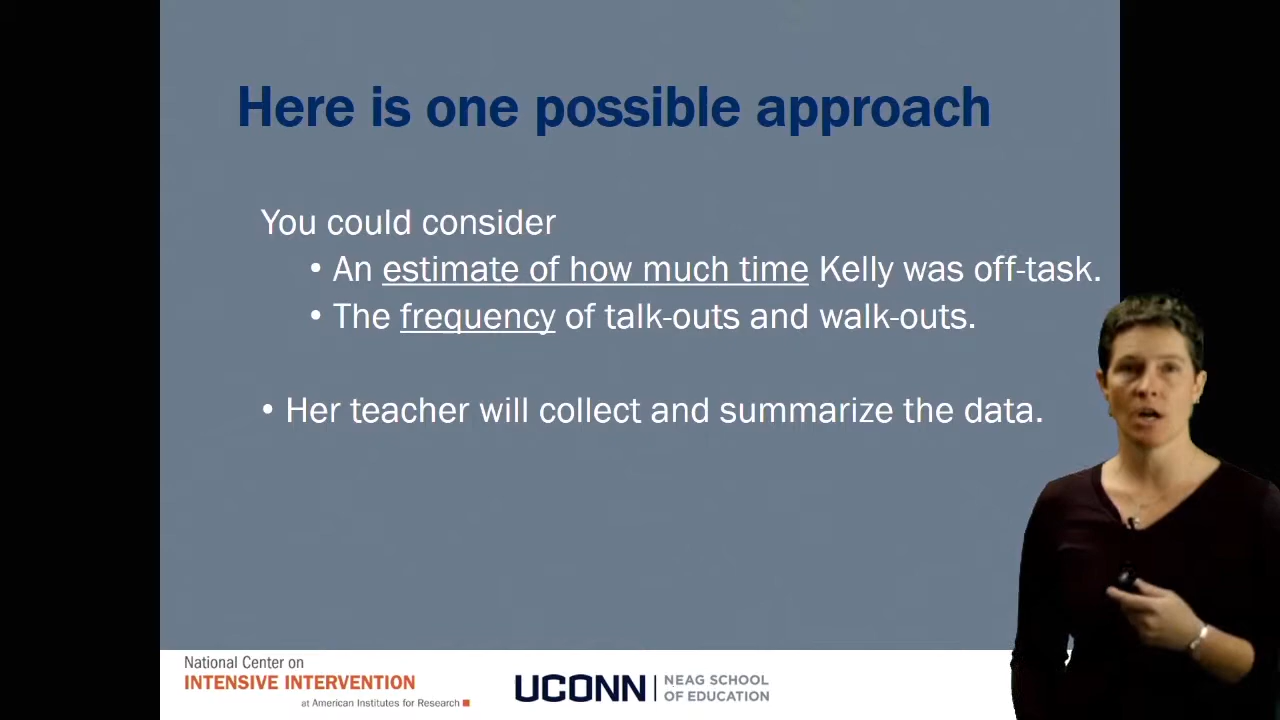 Here is one possible approach
You could consider
• An estimate of how much time Kelly was off-task.
• The frequency of talk-outs and walk-outs.
• Her teacher will collect and summarize the data.
National Center on
INTENSIVE INTERVENTION
at American Institutes for Research
UCONN
NEAG SCHOOL
OF EDUCATION